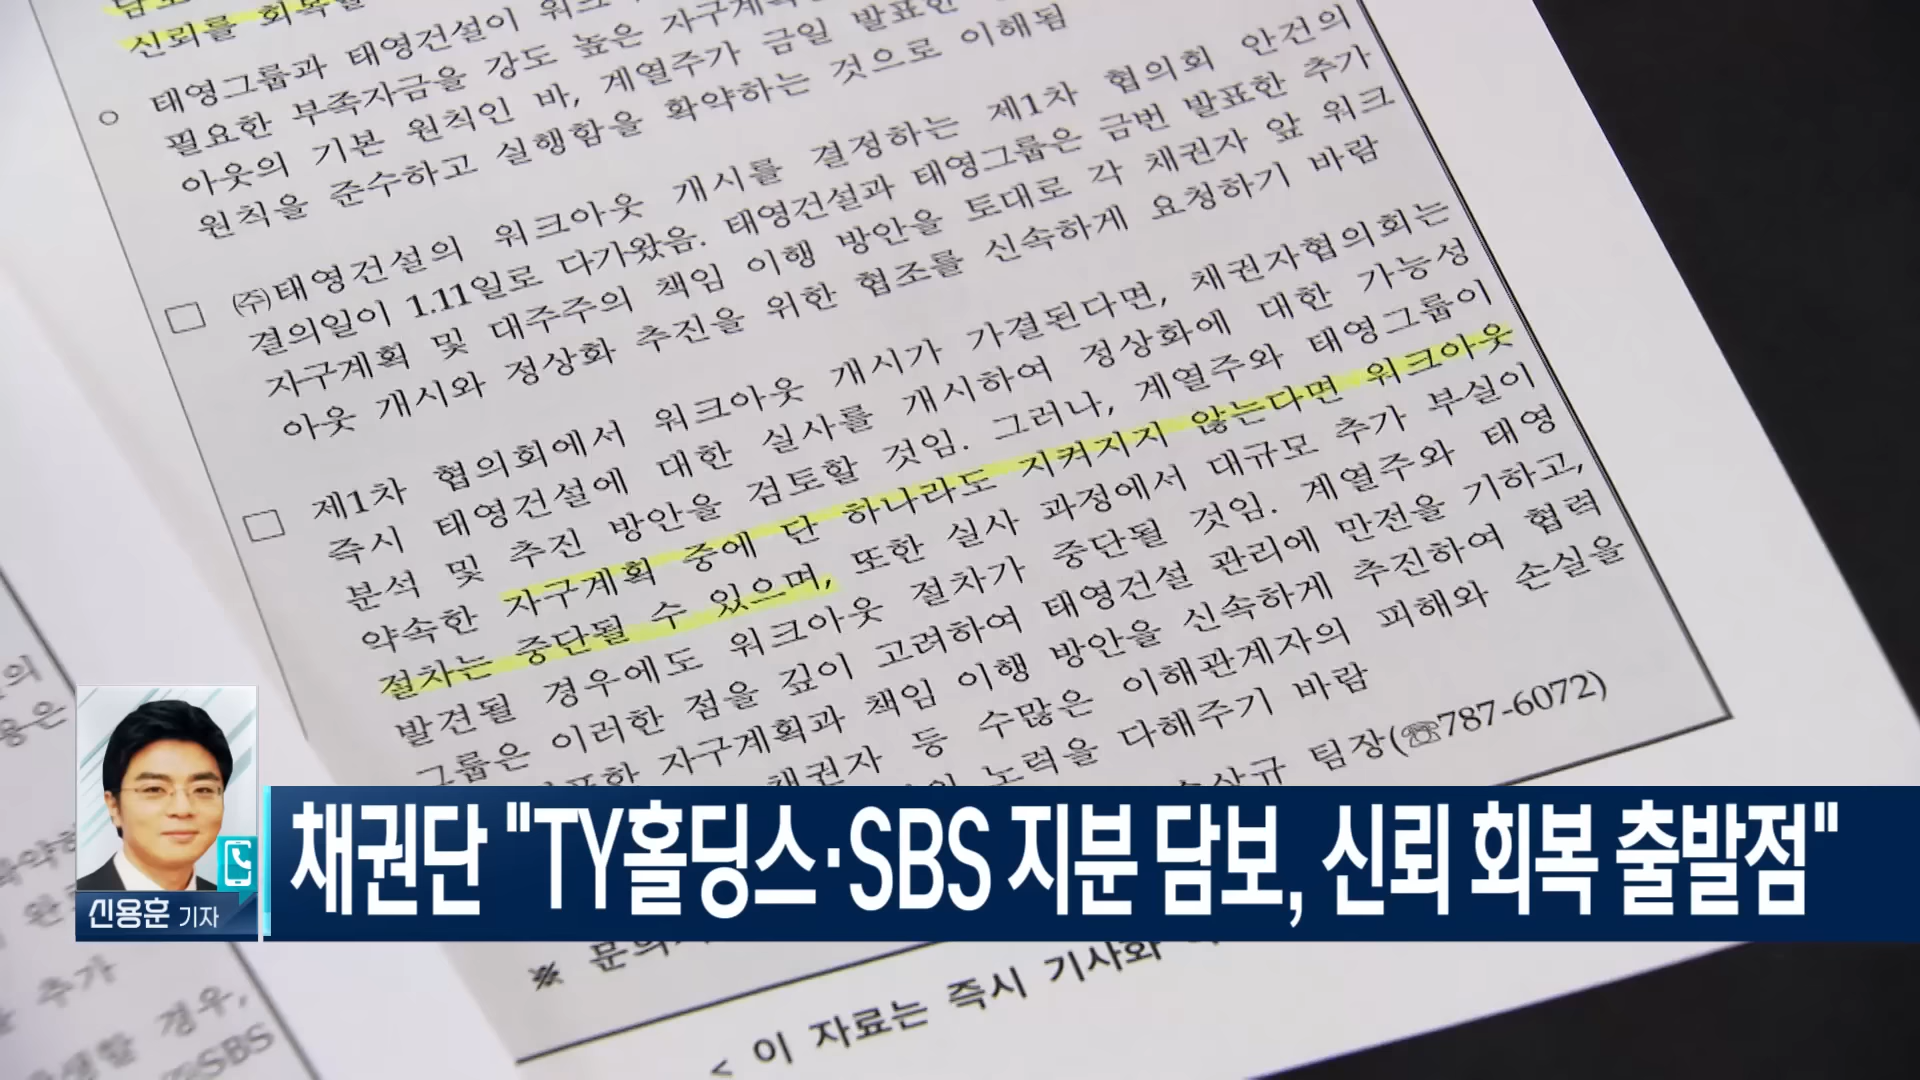 신뢰를 회복할
태영그룹과 태영건설이 워크
○ 필요한 부족자금을 강도 높은 자구계획
아웃의 기본 원칙인 바, 계열주가 금일 발표한
원칙을 준수하고 실행함을 확약하는 것으로 이해됨
□ ㈜태영건설의 워크아웃 개시를 결정하는 제1차 협의회 안건의
결의일이 1.11일로 다가왔음. 태영건설과 태영그룹은 금번 발표한 추가
자구계획 및 대주주의 책임 이행 방안을 토대로 각 채권자 앞 워크
아웃 개시와 정상화 추진을 위한 협조를 신속하게 요청하기 바람
□ 제1차 협의회에서 워크아웃 개시가 가결된다면, 채권자협의회는
즉시 태영건설에 대한 실사를 개시하여 정상화에 대한 가능성
분석 및 추진 방안을 검토할 것임. 그러나, 계열주와 태영그룹이
약속한 자구계획 중에 단 하나라도 지켜지지 않는다면 워크아웃
절차는 중단될 수 있으며, 또한 실사 과정에서 대규모 추가 부실이
발견될 경우에도 워크아웃 절차가 중단될 것임. 계열주와 태영
그룹은 이러한 점을 깊이 고려하여 태영건설 관리에 만전을 기하고,
자구계획과 책임 이행 방안을 신속하게 추진하여 협력
채권자 등 수많은 이해관계자의 피해와 손실을
노력을 다해주기 바람
팀장(☏787-6072)
채권단 "TY홀딩스·SBS 지분 담보, 신뢰 회복 출발점"
신용훈 기자
※
< 이 자료는 즉시 기사화
추가
경우,
SBS